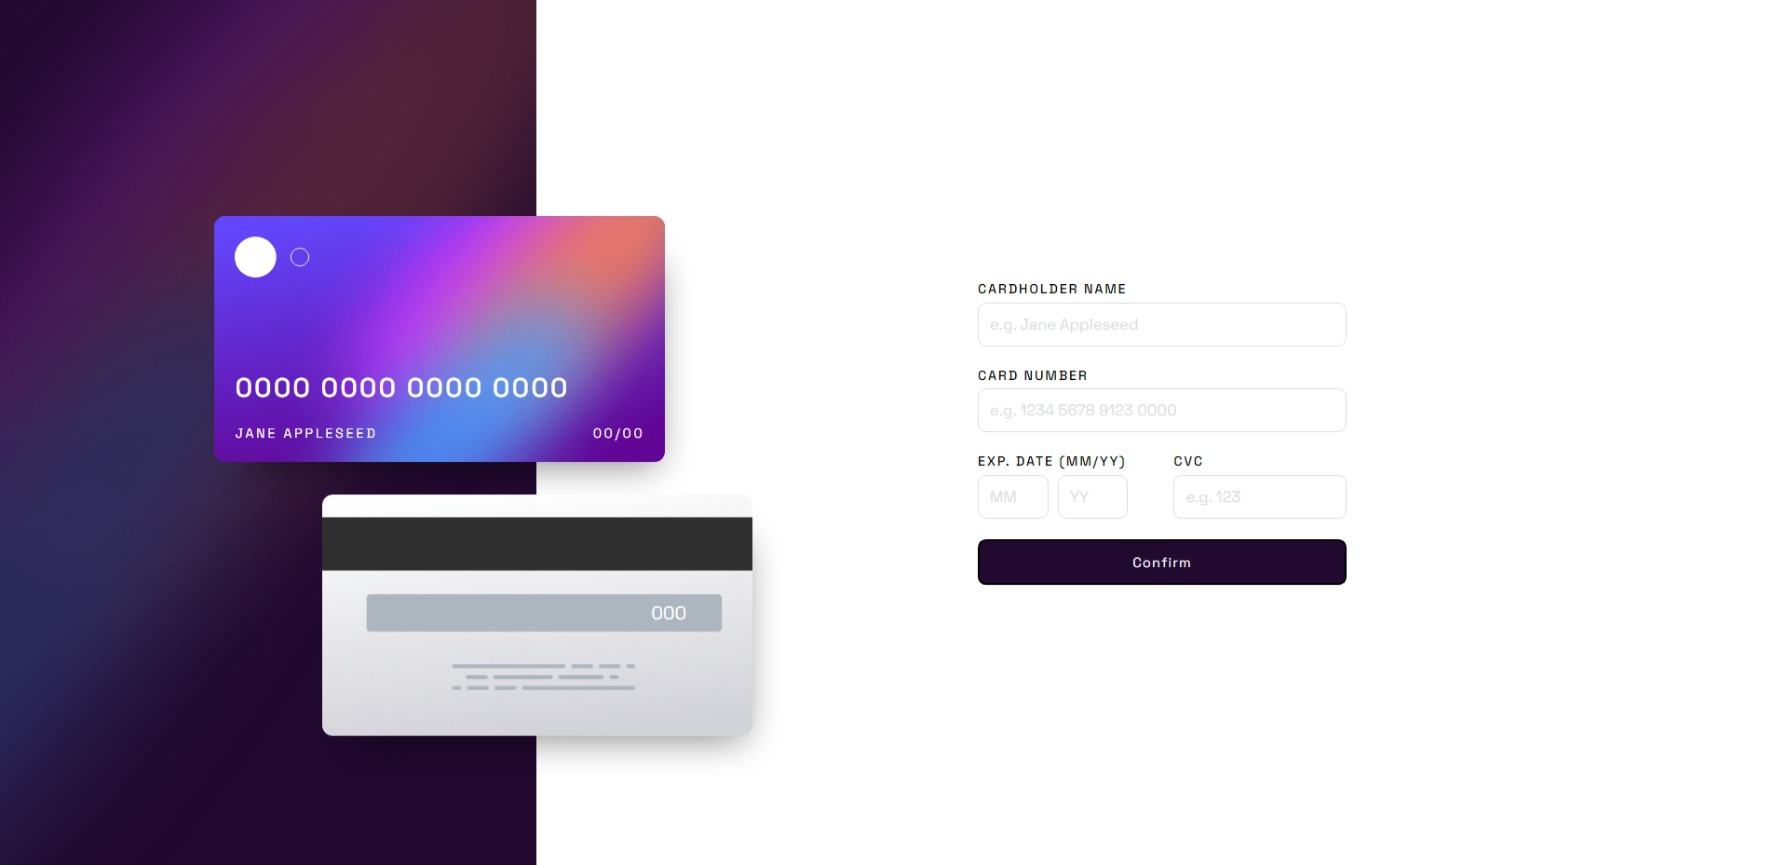 0000 0000 0000 0000
JANE APPLESEED 00/00
000
CARDHOLDER NAME
e.g. Jane Appleseed
CARD NUMBER
e.g. 1234 5678 9123 0000
EXP. DATE (MM/YY) CVC
MM YY e.g. 123
Confirm